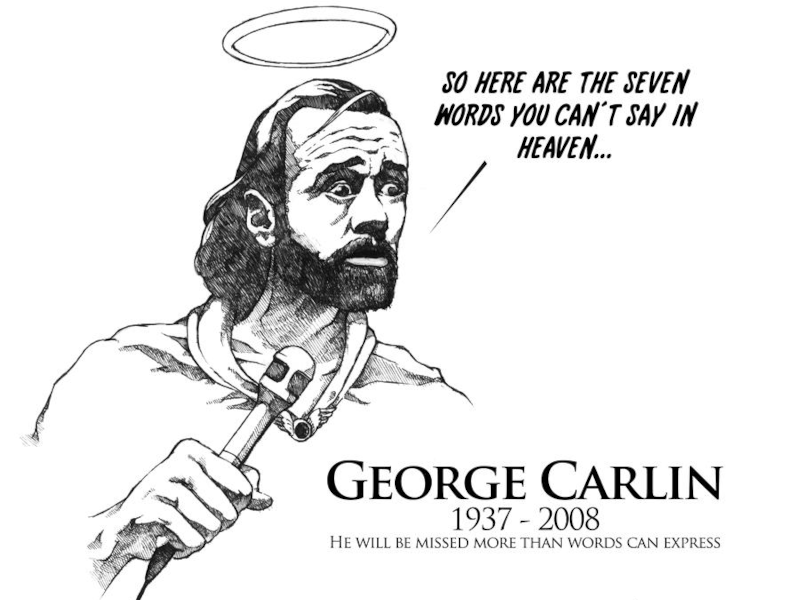 SO HERE ARE THE SEVEN
WORDS YOU CAN'T SAY IN
HEAVEN...
GEORGE CARLIN
1937 - 2008
HE WILL BE MISSED MORE THAN WORDS CAN EXPRESS